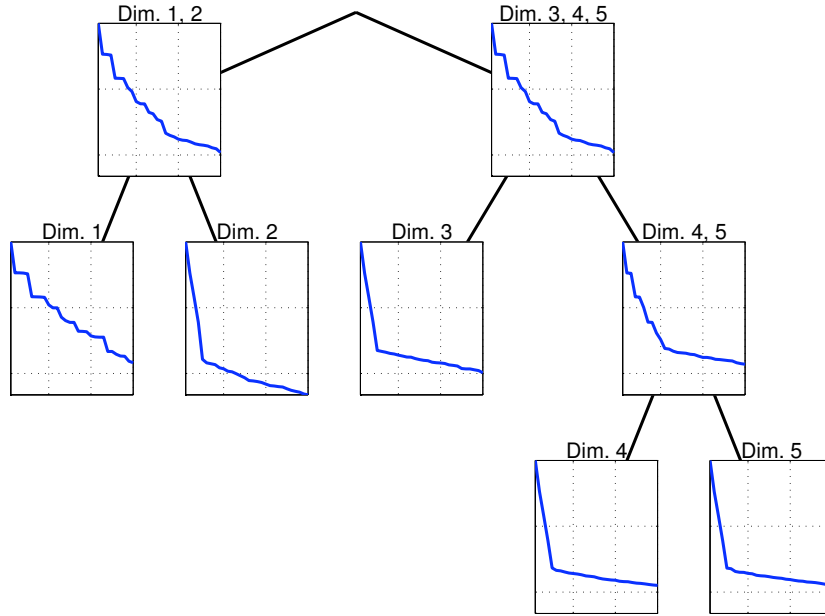 Dim. 1, 2
Dim. 3, 4, 5
Dim. 1
Dim. 2
Dim. 3
Dim. 4, 5
Dim. 4
Dim. 5